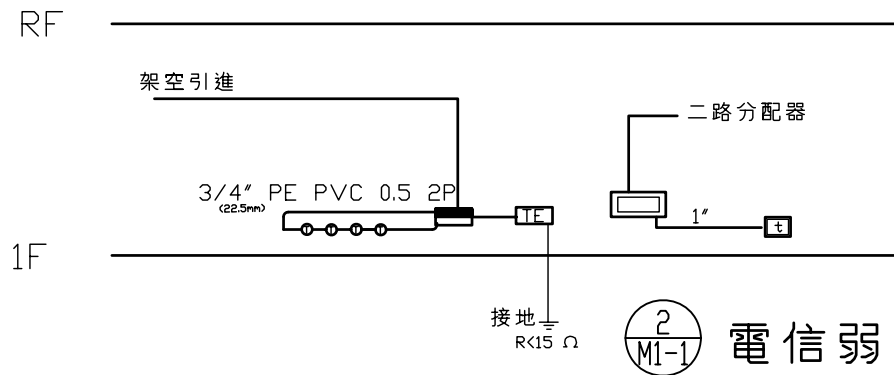 RF
架空引進
二路分配器
3/4" PE PVC 0.5 2P
(22.5mm)
T T T T
TE
1"
t
1F
接地
R<15 Ω
2
M1-1
電信弱